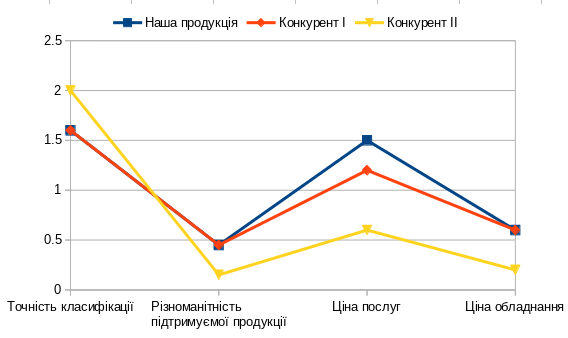 Наша продукція Конкурент I Конкурент II
2.5
2
1.5
1
0.5
0
Точність класифікації Різноманітність Ціна послуг Ціна обладнання
підтримуємої продукції